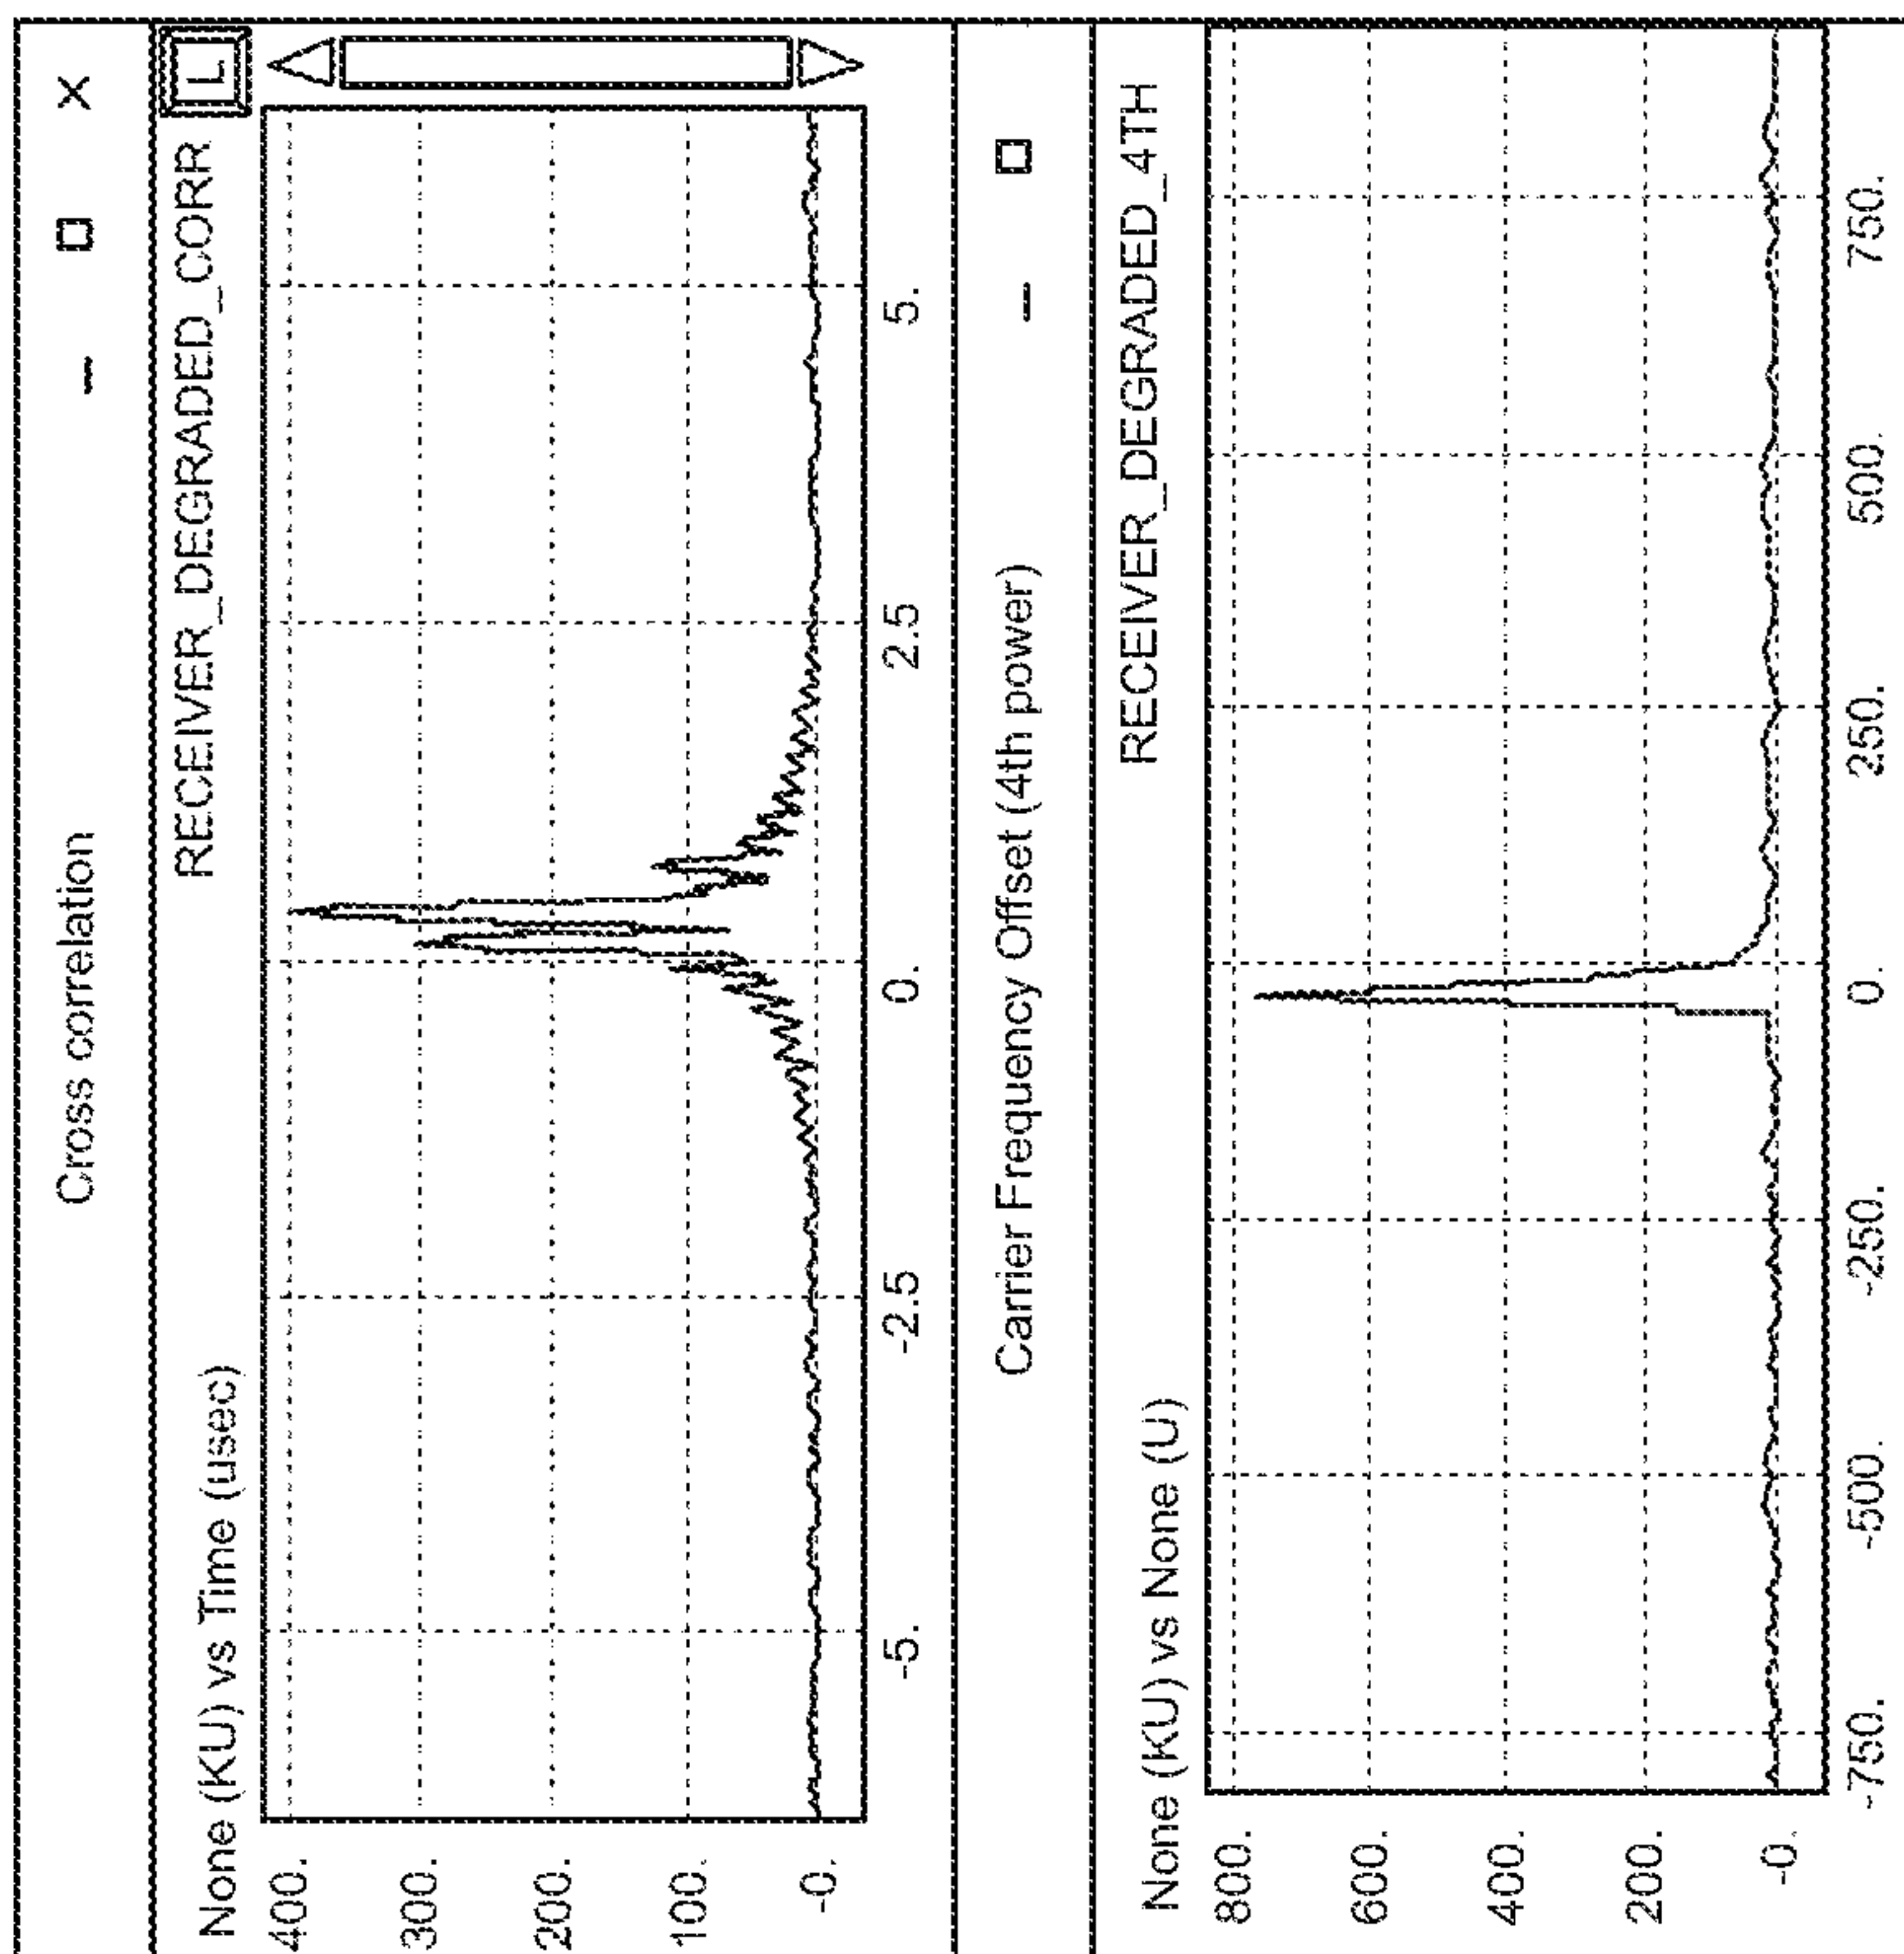 Cross correlation
– □ X
None (KU) vs Time (usec)
RECEIVER_DEGRADED_CORR
L
400.
300.
200.
100.
-0.
-5. -2.5 0. 2.5 5.
Carrier Frequency Offset (4th power)
– □
None (KU) vs None (U)
RECEIVER_DEGRADED_4TH
800.
600.
400.
200.
-0.
-750. -500. -250. 0. 250. 500. 750.